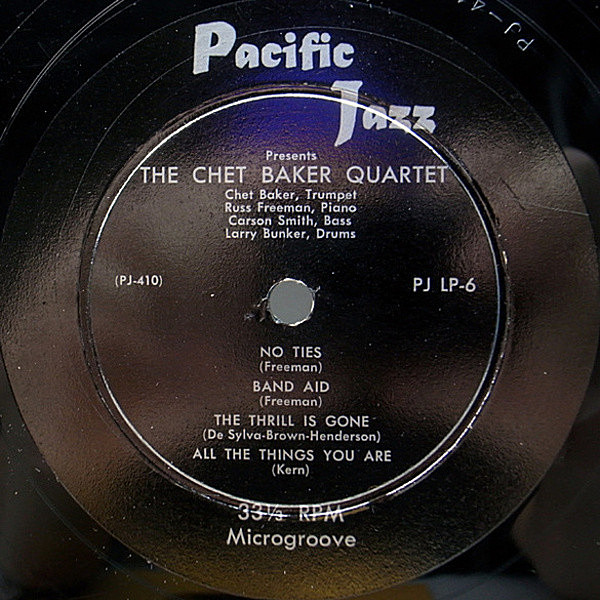 PJ-4
Pacific
Jazz
Presents
THE CHET BAKER QUARTET
Chet Baker, Trumpet
Russ Freeman, Piano
Carson Smith, Bass
Larry Bunker, Drums
(PJ-410)
PJ LP-6
NO TIES
(Freeman)
BAND AID
(Freeman)
THE THRILL IS GONE
(De Sylva-Brown-Henderson)
ALL THE THINGS YOU ARE
(Kern)
33⅓ RPM
Microgroove